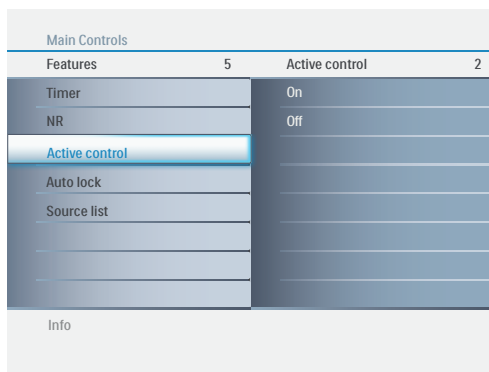 Main Controls
Features 5 Active control 2
Timer On
NR Off
Active control
Auto lock
Source list
Info